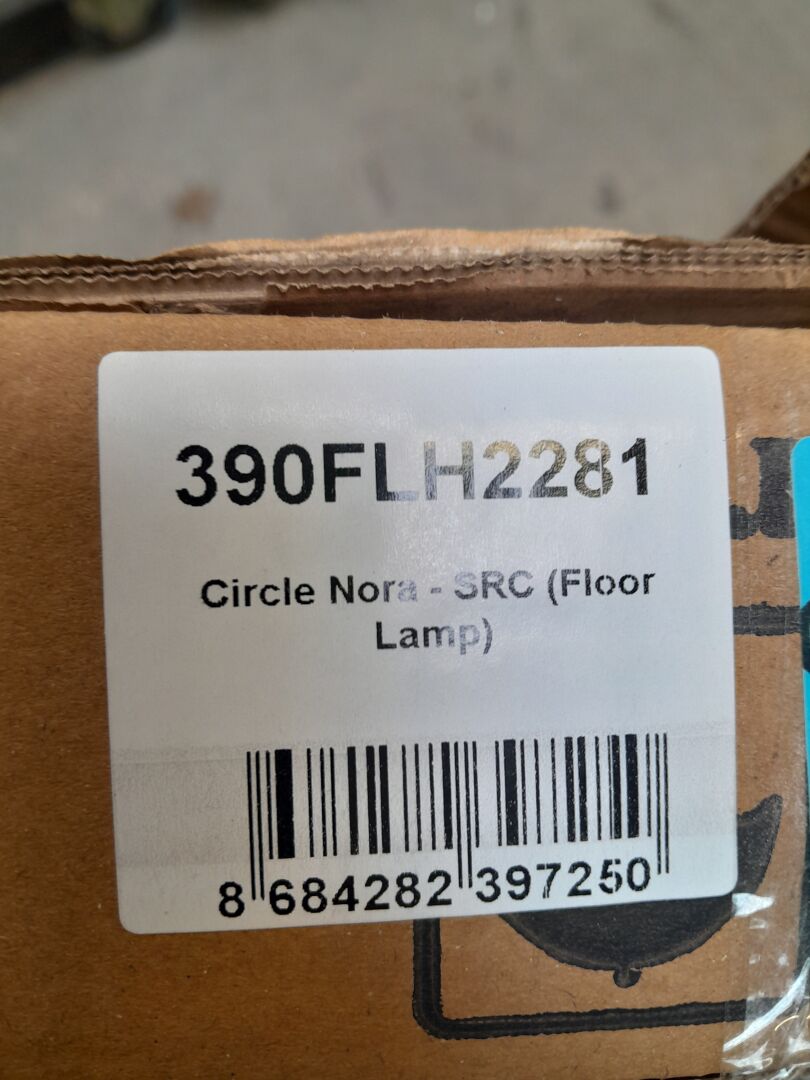 390FLH2281
Circle Nora - SRC (Floor
Lamp)
8 684282 397250